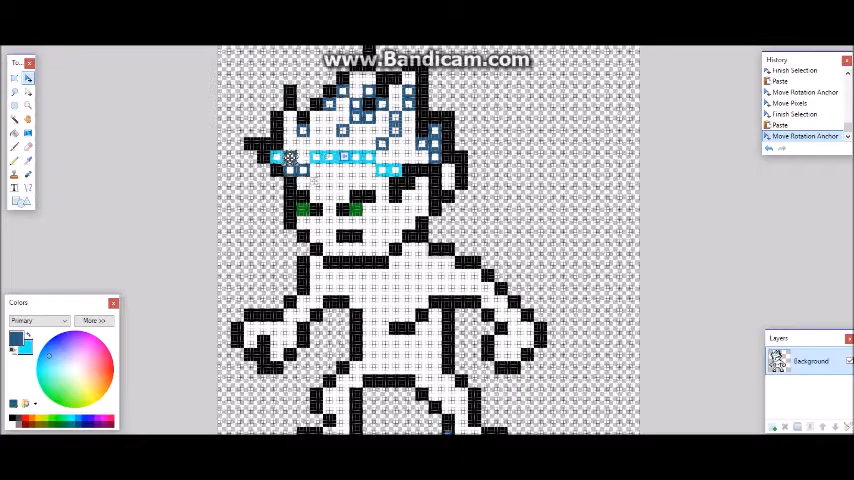 www.Bandicam.com
To...
History
Finish Selection
Paste
Move Rotation Anchor
Move Pixels
Finish Selection
Paste
Move Rotation Anchor
Colors
Primary
More >>
Layers
Background